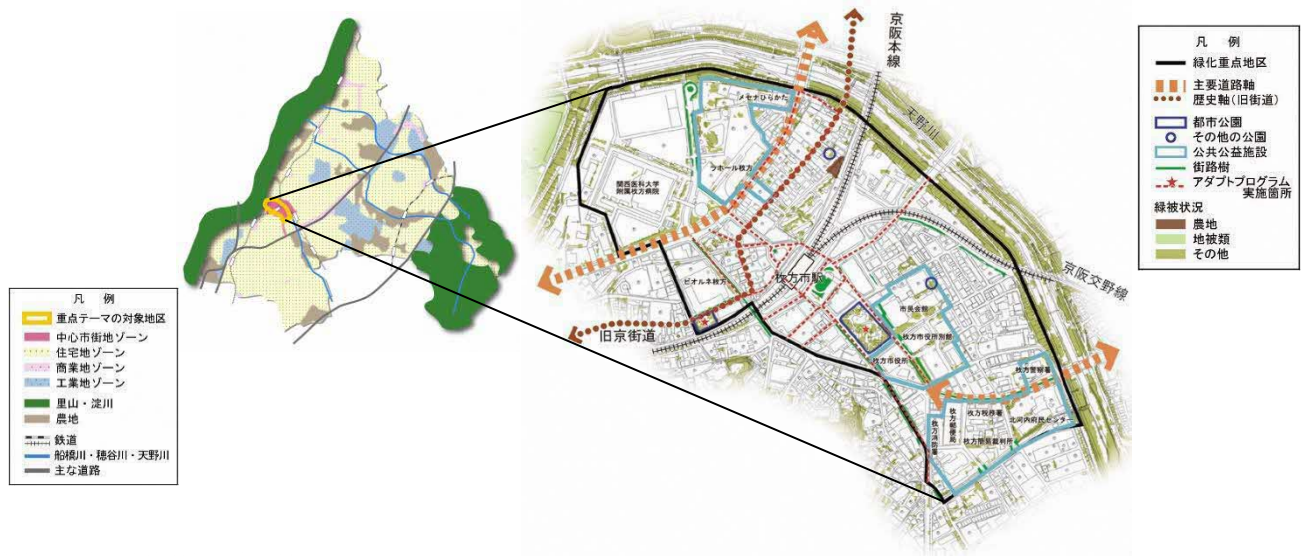 凡 例
重点テーマの対象地区
中心市街地ゾーン
住宅地ゾーン
商業地ゾーン
工業地ゾーン
里山・淀川
農地
鉄道
船橋川・穂谷川・天野川
主な道路
京阪本線
天野川
メセナひらかた
ラポール枚方
関西医科大学
附属枚方病院
ビオルネ枚方
枚方市駅
旧京街道
京阪交野線
市民会館
枚方市役所別館
枚方市役所
枚方警察署
枚方税務署
北河内府民センター
枚方郵便局
枚方簡易裁判所
枚方消防署
凡 例
緑化重点地区
主要道路軸
歴史軸(旧街道)
都市公園
その他の公園
公共公益施設
街路樹
アダプトプログラム
実施箇所
緑被状況
農地
地被類
その他